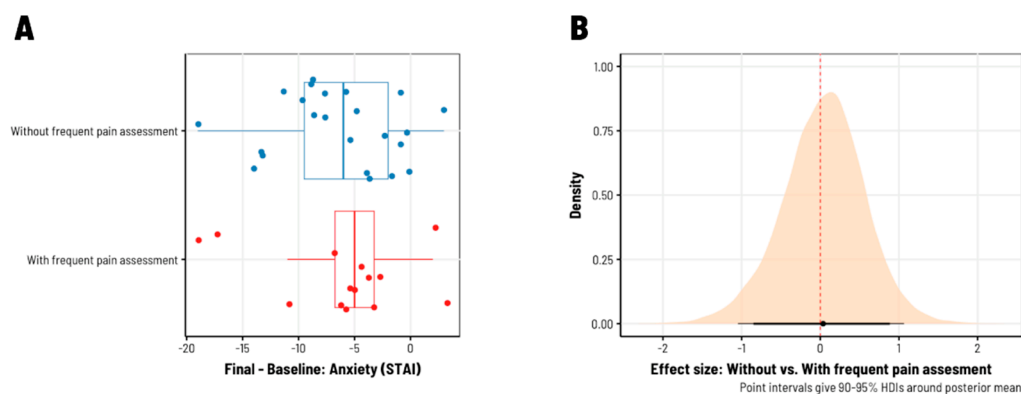 A
Without frequent pain assessment
With frequent pain assessment
-20 -15 -10 -5 0
Final - Baseline: Anxiety (STAI)
B
Density
1.00
0.75
0.50
0.25
0.00
-2 -1 0 1 2
Effect size: Without vs. With frequent pain assesment
Point intervals give 90-95% HDIs around posterior mean